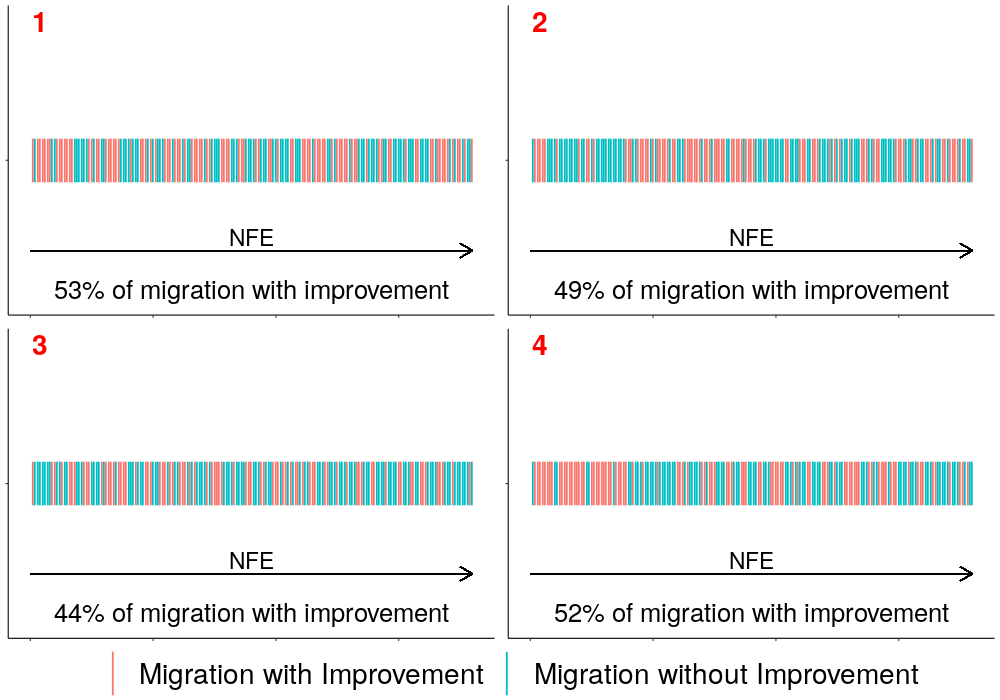 1
NFE
53% of migration with improvement
2
NFE
49% of migration with improvement
3
NFE
44% of migration with improvement
4
NFE
52% of migration with improvement
Migration with Improvement
Migration without Improvement